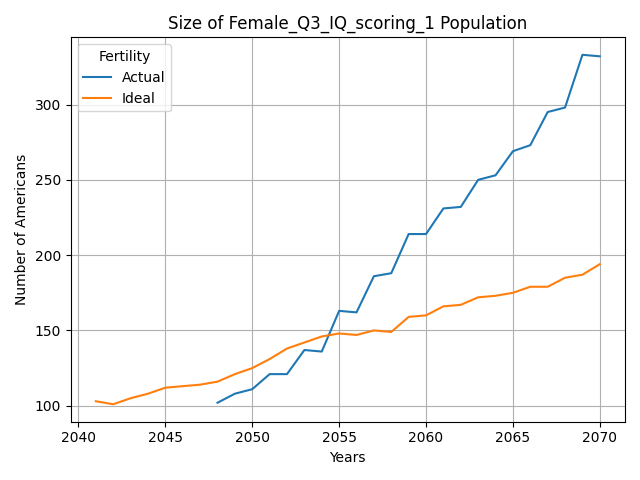 Size of Female_Q3_IQ_scoring_1 Population
Fertility
Actual
Ideal
Number of Americans
300
250
200
150
100
2040 2045 2050 2055 2060 2065 2070
Years